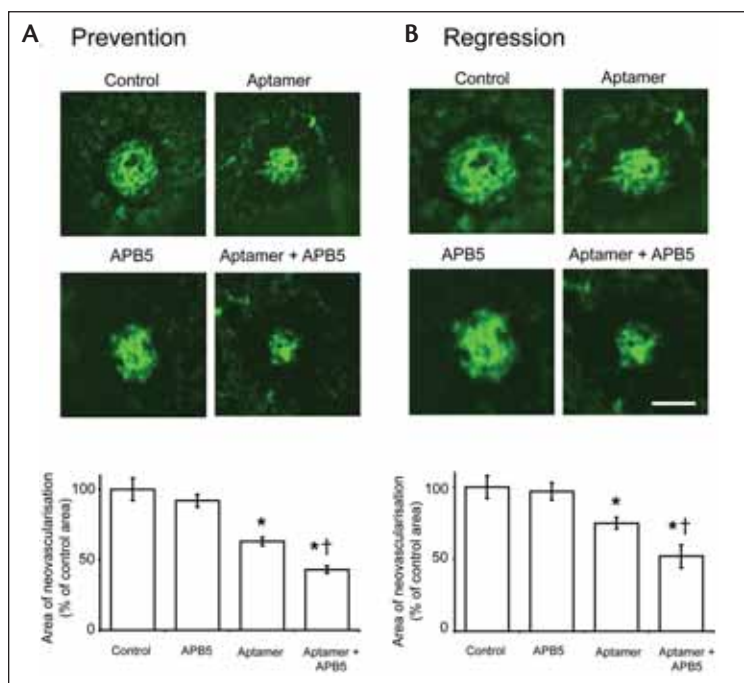 A Prevention
Control Aptamer
APB5 Aptamer + APB5
Area of neovascularisation
(% of control area)
100
50
0
*
*†
Control APB5 Aptamer Aptamer +
APB5
B Regression
Control Aptamer
APB5 Aptamer + APB5
Area of neovascularisation
(% of control area)
100
50
0
*
*†
Control APB5 Aptamer Aptamer +
APB5